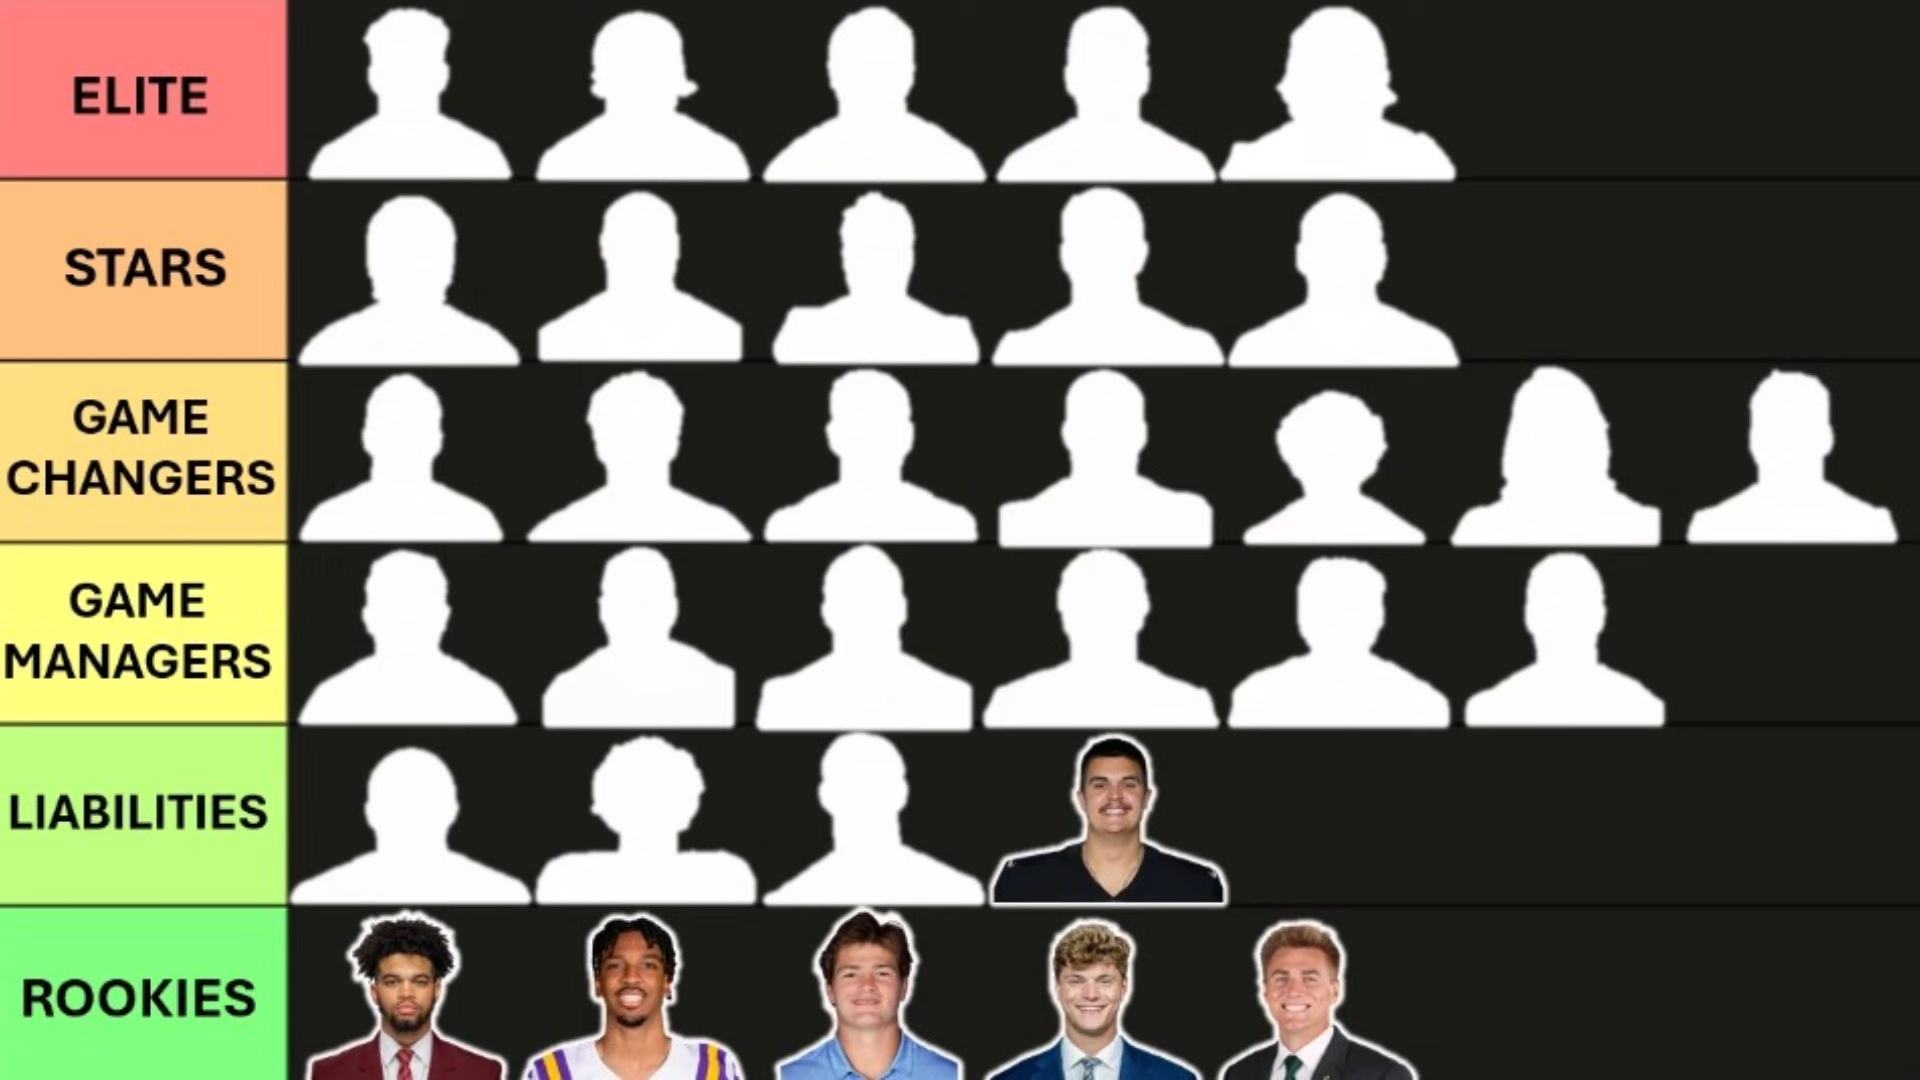 ELITE
STARS
GAME
CHANGERS
GAME
MANAGERS
LIABILITIES
ROOKIES